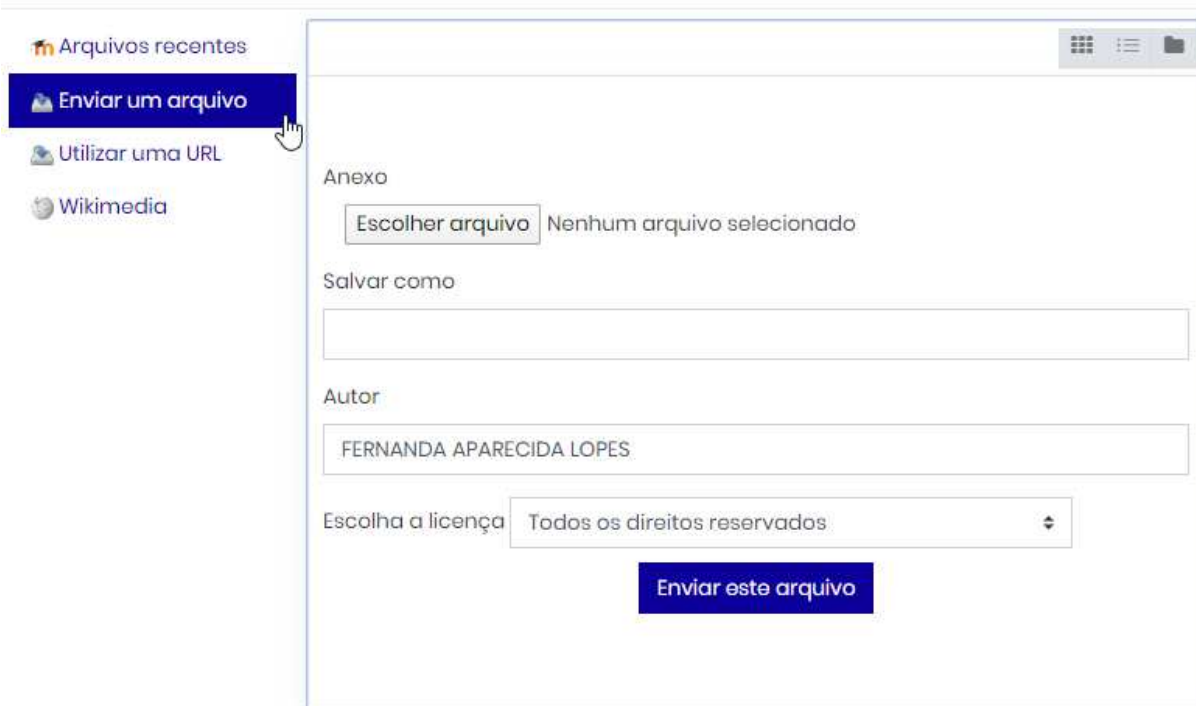 Arquivos recentes
Enviar um arquivo
Utilizar uma URL
Wikimedia
Anexo
Escolher arquivo Nenhum arquivo selecionado
Salvar como
Autor
FERNANDA APARECIDA LOPES
Escolha a licença Todos os direitos reservados
Enviar este arquivo